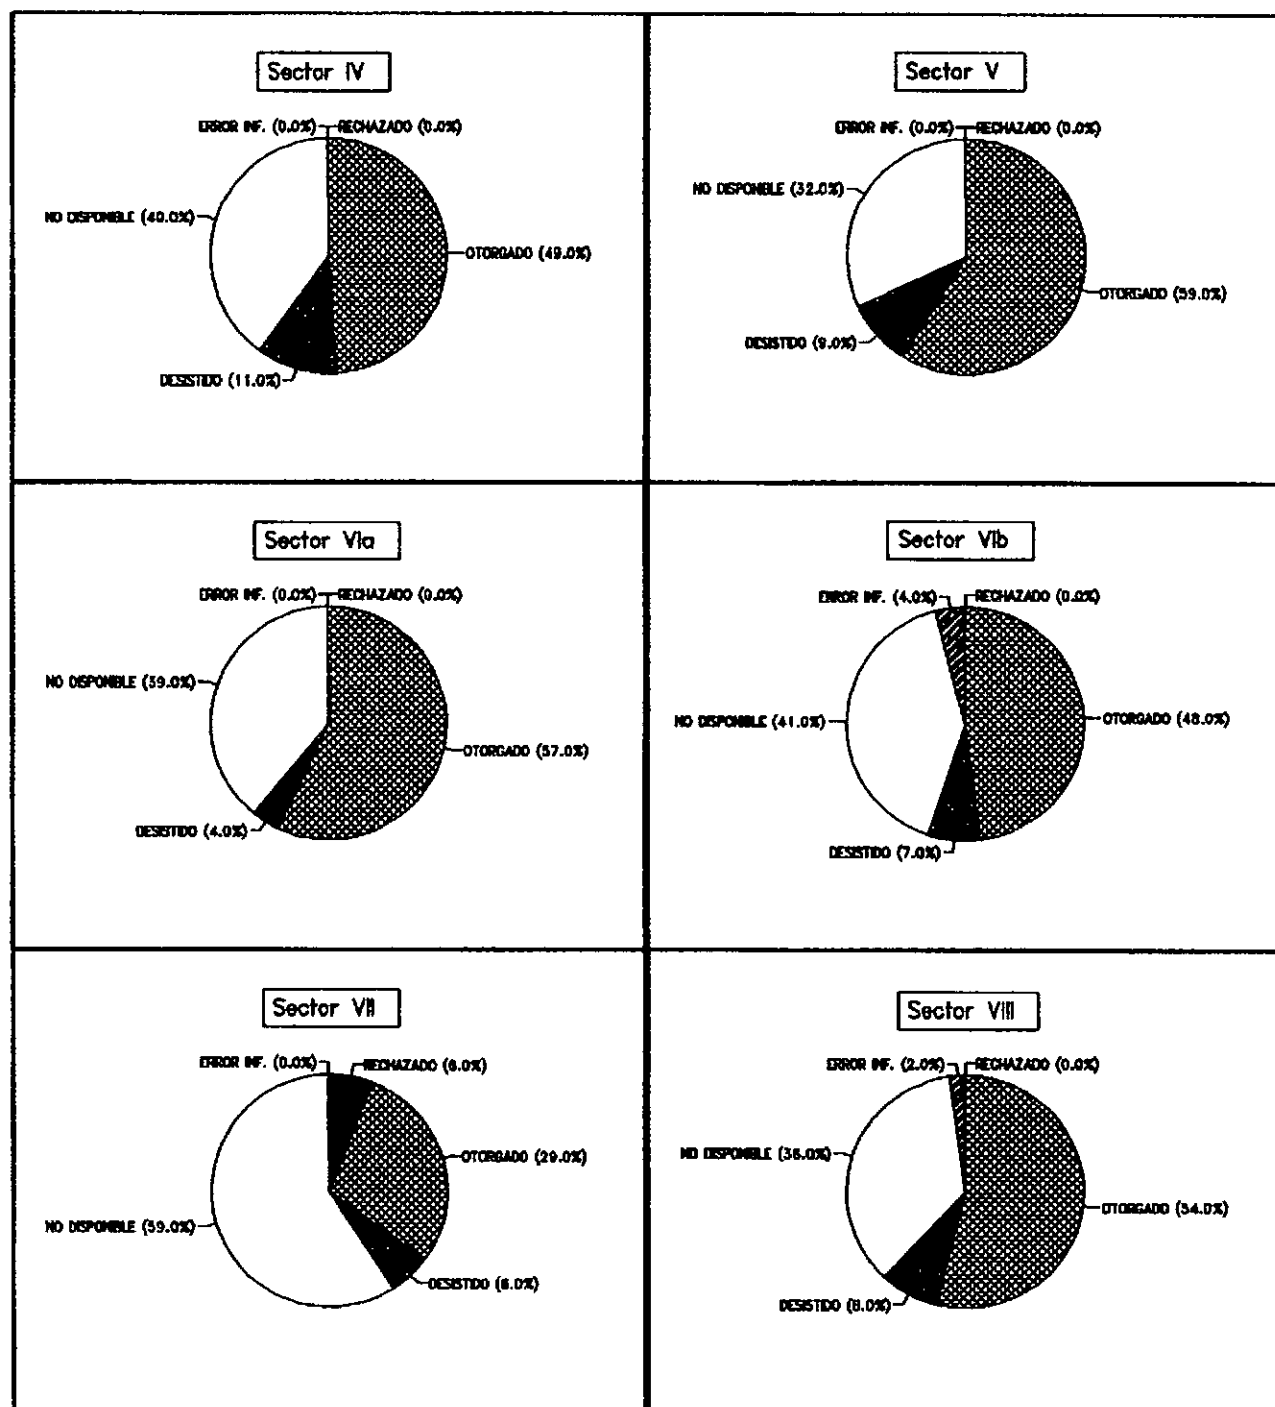 Sector IV
ERROR INF. (0.0%)
RECHAZADO (0.0%)
NO DISPONIBLE (40.0%)
OTORGADO (49.0%)
DESISTIDO (11.0%)
Sector V
ERROR INF. (0.0%)
RECHAZADO (0.0%)
NO DISPONIBLE (32.0%)
OTORGADO (59.0%)
DESISTIDO (9.0%)
Sector VIa
ERROR INF. (0.0%)
RECHAZADO (0.0%)
NO DISPONIBLE (39.0%)
OTORGADO (57.0%)
DESISTIDO (4.0%)
Sector VIb
ERROR INF. (4.0%)
RECHAZADO (0.0%)
NO DISPONIBLE (41.0%)
OTORGADO (48.0%)
DESISTIDO (7.0%)
Sector VII
ERROR INF. (0.0%)
RECHAZADO (6.0%)
OTORGADO (29.0%)
NO DISPONIBLE (59.0%)
DESISTIDO (6.0%)
Sector VIII
ERROR INF. (2.0%)
RECHAZADO (0.0%)
NO DISPONIBLE (36.0%)
OTORGADO (54.0%)
DESISTIDO (8.0%)